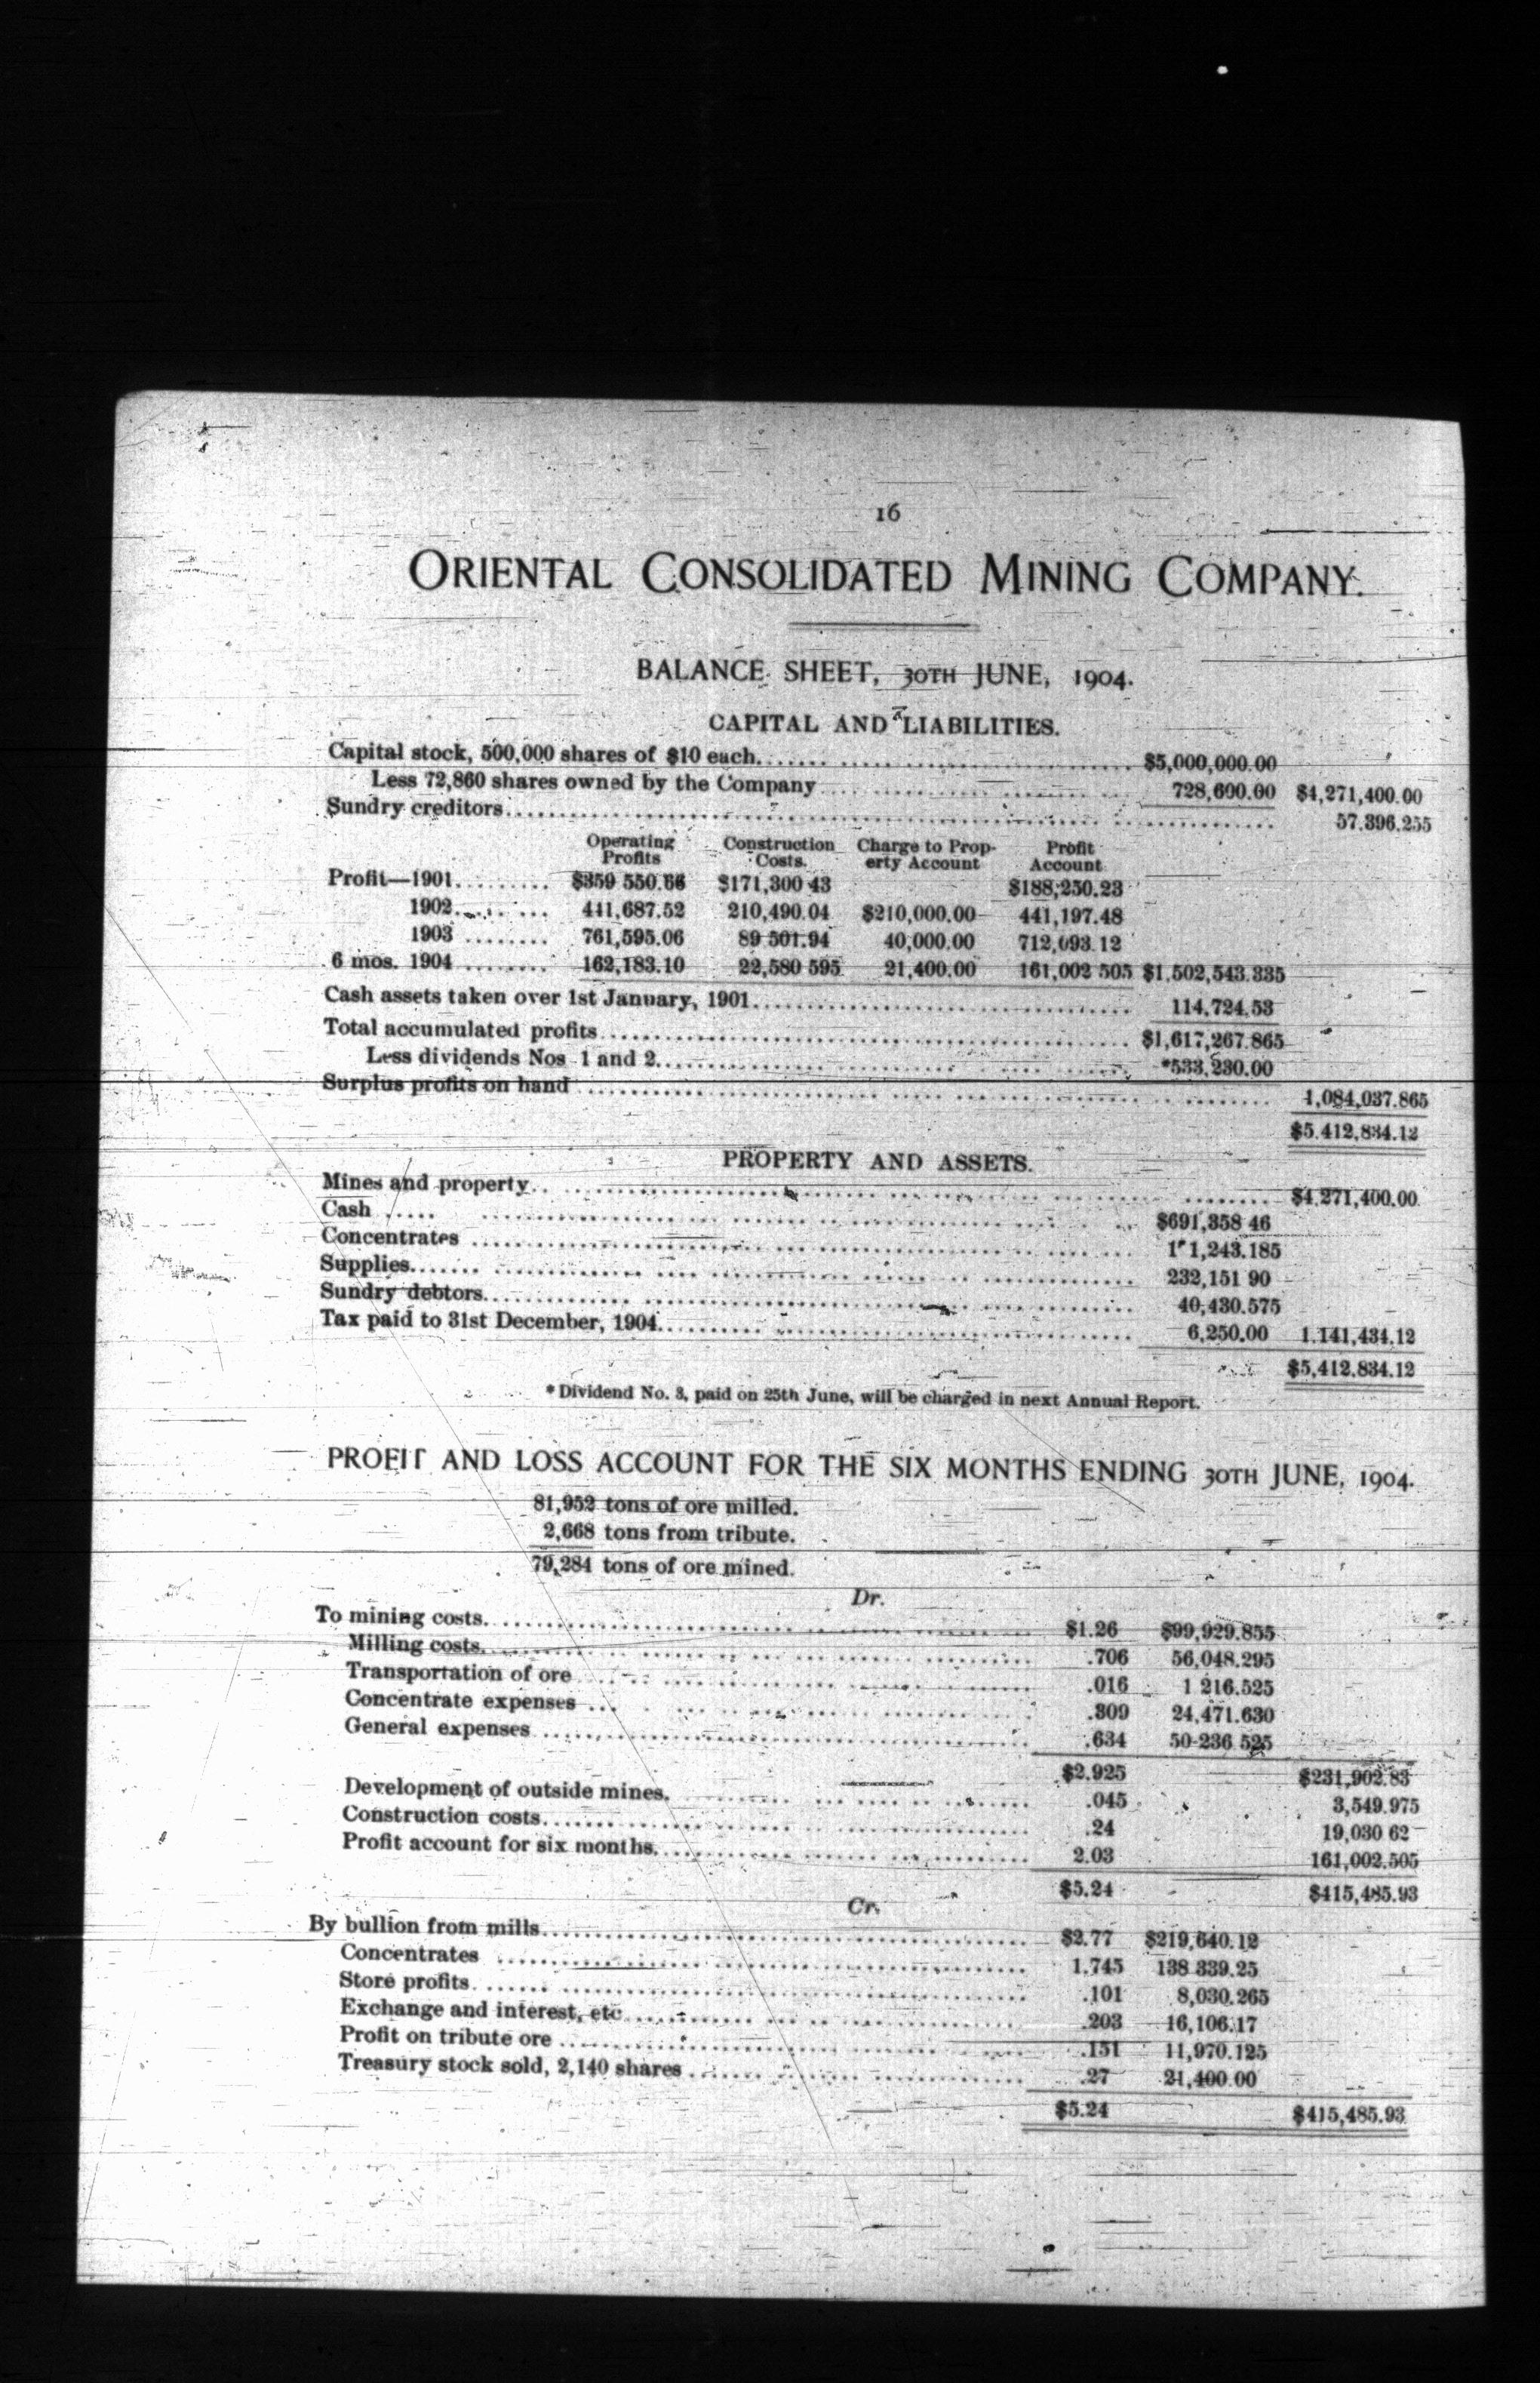 16
ORIENTAL CONSOLIDATED MINING COMPANY.
BALANCE SHEET, 30TH JUNE, 1904.
CAPITAL AND LIABILITIES.
Capital stock, 500,000 shares of $10 each. $5,000,000.00
Less 72,860 shares owned by the Company 728,600.00 $4,271,400.00
Sundry creditors 57.396.255
Operating Profits Construction Costs. Charge to Property Account Profit Account
Profit—1901 $359 550.66 $171,300 43 $188,250.23
1902 441,687.52 210,490.04 $210,000.00 441,197.48
1903 761,595.06 89 501.94 40,000.00 712,093.12
6 mos. 1904 162,183.10 22,580 595 21,400.00 161,002 505 $1,502,543.335
Cash assets taken over 1st January, 1901 114,724.53
Total accumulated profits $1,617,267.865
Less dividends Nos 1 and 2 *533,230.00
Surplus profits on hand 1,084,037.865
$5.412,834.12
PROPERTY AND ASSETS.
Mines and property $4.271,400.00
Cash $691,358 46
Concentrates 1,243.185
Supplies 232,151 90
Sundry debtors 40,430.575
Tax paid to 31st December, 1904 6,250.00 1.141,434.12
$5,412.834.12
* Dividend No. 3, paid on 25th June, will be charged in next Annual Report.
PROFIT AND LOSS ACCOUNT FOR THE SIX MONTHS ENDING 30TH JUNE, 1904.
81,952 tons of ore milled.
2,668 tons from tribute.
79,284 tons of ore mined.
Dr.
To mining costs $1.26 $99,929.855
Milling costs .706 56,048.295
Transportation of ore .016 1 216.525
Concentrate expenses .309 24,471.630
General expenses .634 50 236 525
$2.925 $231,902.83
Development of outside mines. .045 3,549.975
Construction costs .24 19,030 62
Profit account for six months 2.03 161,002.505
$5.24 $415,485.93
Cr.
By bullion from mills $2.77 $219,640.12
Concentrates 1.745 138 339.25
Store profits .101 8,030.265
Exchange and interest, etc .203 16,106.17
Profit on tribute ore .151 11,970.125
Treasury stock sold, 2,140 shares .27 21,400.00
$5.24 $415,485.93